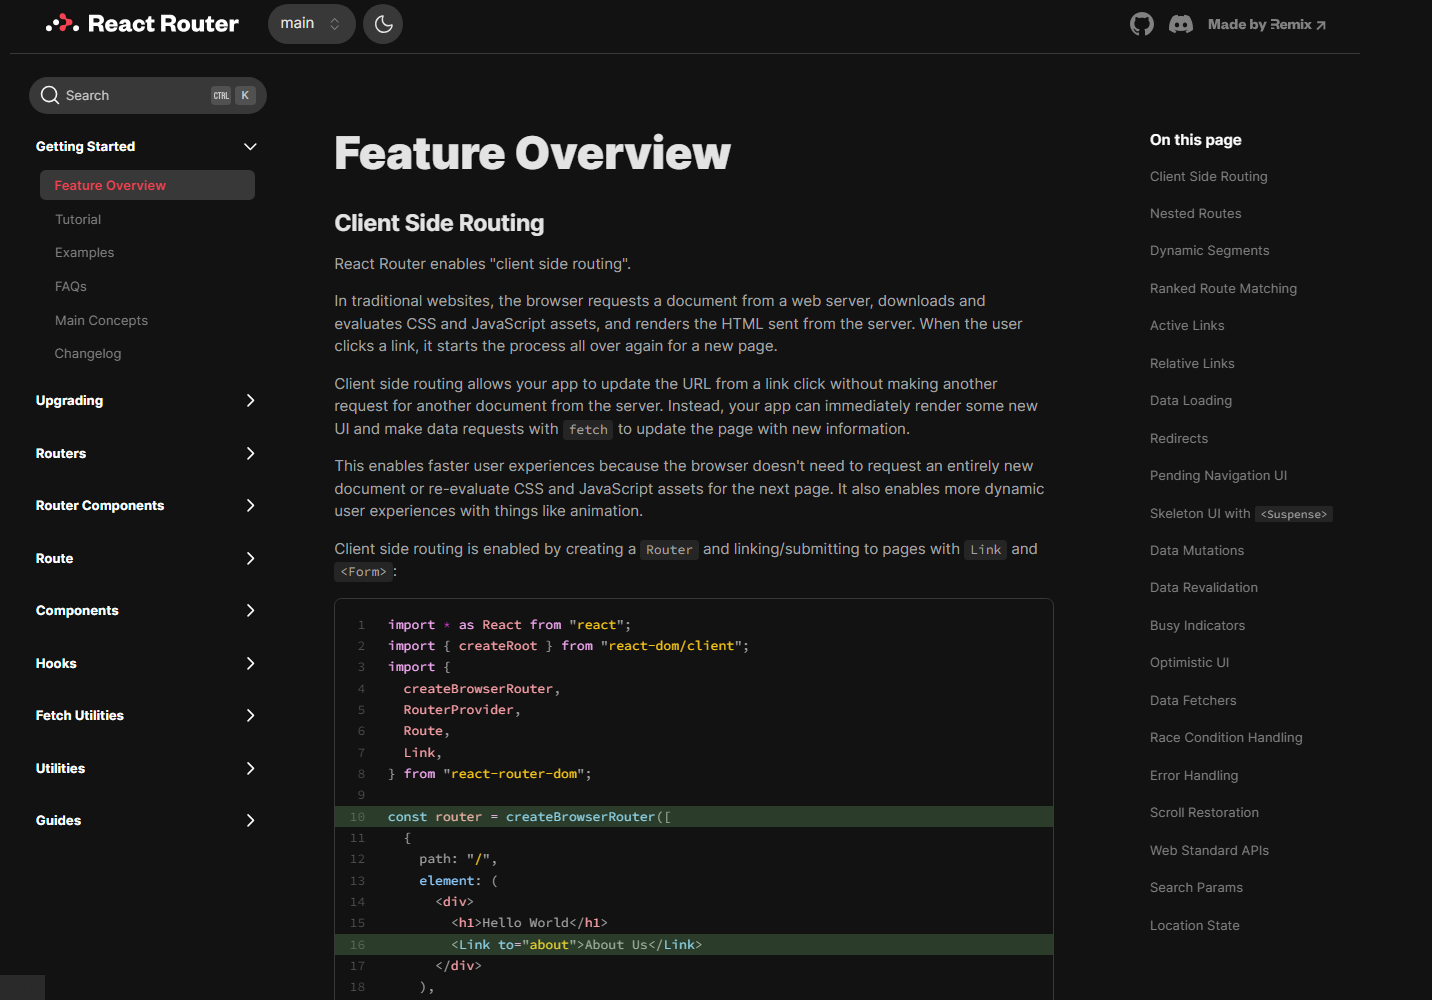 React Router
main
Made by Remix ↗
Search
CTRL K
Getting Started
Feature Overview
Tutorial
Examples
FAQs
Main Concepts
Changelog
Upgrading
Routers
Router Components
Route
Components
Hooks
Fetch Utilities
Utilities
Guides
Feature Overview
Client Side Routing
React Router enables "client side routing".
In traditional websites, the browser requests a document from a web server, downloads and
evaluates CSS and JavaScript assets, and renders the HTML sent from the server. When the user
clicks a link, it starts the process all over again for a new page.
Client side routing allows your app to update the URL from a link click without making another
request for another document from the server. Instead, your app can immediately render some new
UI and make data requests with fetch to update the page with new information.
This enables faster user experiences because the browser doesn't need to request an entirely new
document or re-evaluate CSS and JavaScript assets for the next page. It also enables more dynamic
user experiences with things like animation.
Client side routing is enabled by creating a Router and linking/submitting to pages with Link and
<Form>:
1 import * as React from "react";
2 import { createRoot } from "react-dom/client";
3 import {
4 createBrowserRouter,
5 RouterProvider,
6 Route,
7 Link,
8 } from "react-router-dom";
9
10 const router = createBrowserRouter([
11 {
12 path: "/",
13 element: (
14 <div>
15 <h1>Hello World</h1>
16 <Link to="about">About Us</Link>
17 </div>
18 ),
On this page
Client Side Routing
Nested Routes
Dynamic Segments
Ranked Route Matching
Active Links
Relative Links
Data Loading
Redirects
Pending Navigation UI
Skeleton UI with <Suspense>
Data Mutations
Data Revalidation
Busy Indicators
Optimistic UI
Data Fetchers
Race Condition Handling
Error Handling
Scroll Restoration
Web Standard APIs
Search Params
Location State